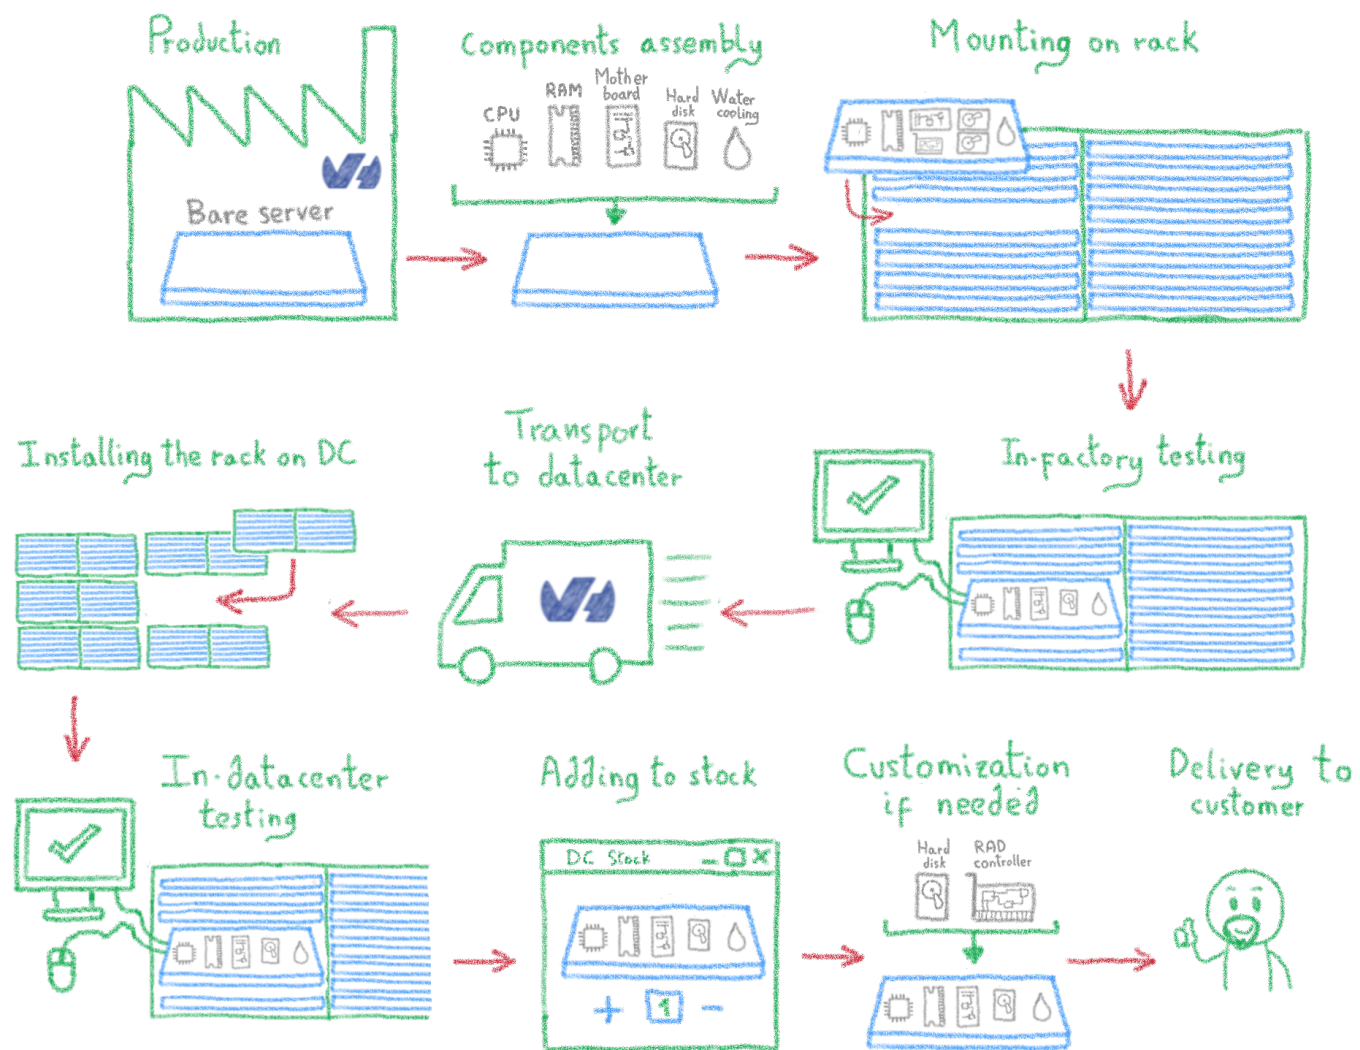 Production
Bare server
Components assembly
CPU
RAM
Mother
board
Hard
disk
Water
cooling
Mounting on rack
In-factory testing
Transport
to datacenter
Installing the rack on DC
In-datacenter
testing
Adding to stock
DC Stock
+ 1 -
Customization
if needed
Hard
disk
RAD
controller
Delivery to
customer